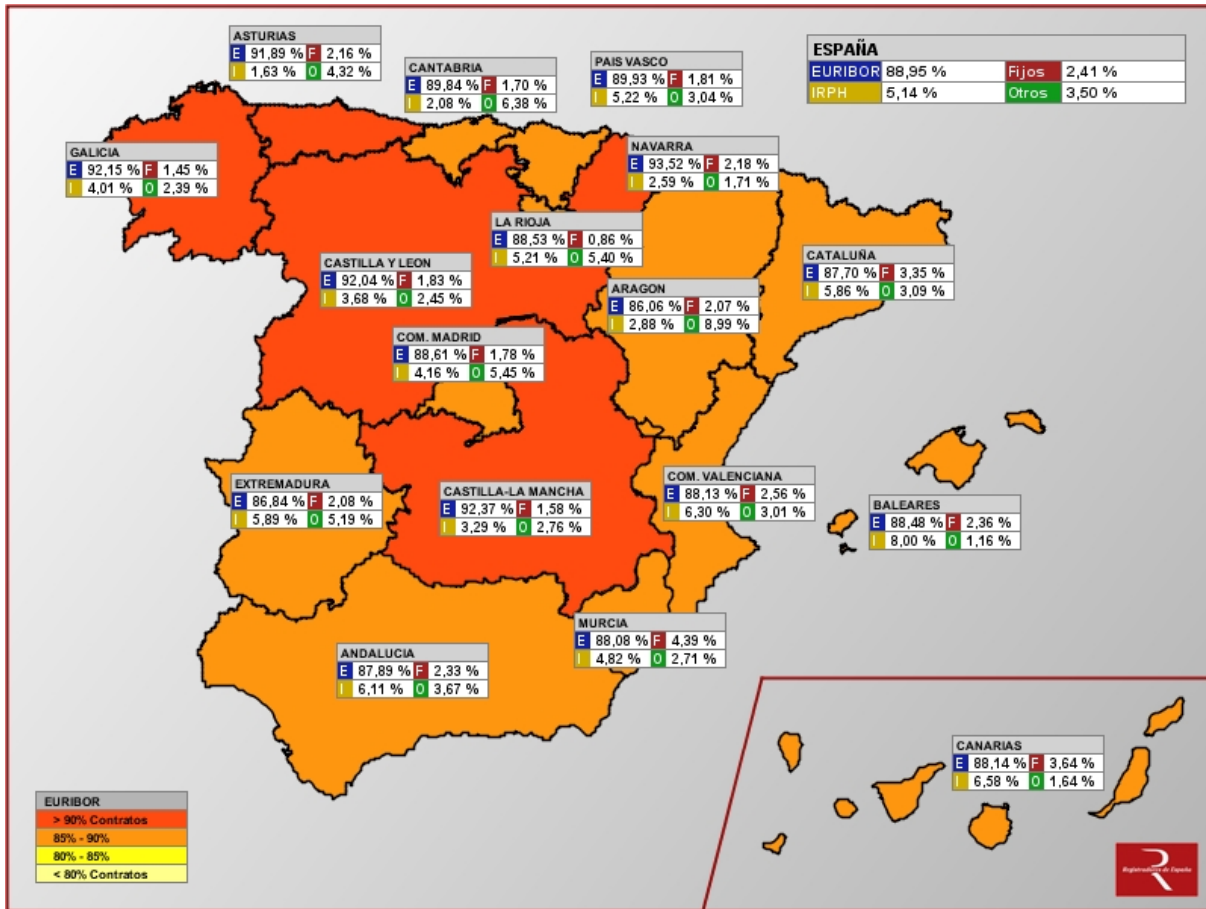 ASTURIAS
E 91,89 % F 2,16 %
I 1,63 % O 4,32 %
CANTABRIA
E 89,84 % F 1,70 %
I 2,08 % O 6,38 %
PAIS VASCO
E 89,93 % F 1,81 %
I 5,22 % O 3,04 %
ESPAÑA
EURIBOR 88,95 % Fijos 2,41 %
IRPH 5,14 % Otros 3,50 %
GALICIA
E 92,15 % F 1,45 %
I 4,01 % O 2,39 %
NAVARRA
E 93,52 % F 2,18 %
I 2,59 % O 1,71 %
LA RIOJA
E 88,53 % F 0,86 %
I 5,21 % O 5,40 %
CASTILLA Y LEON
E 92,04 % F 1,83 %
I 3,68 % O 2,45 %
ARAGON
E 86,06 % F 2,07 %
I 2,88 % O 8,99 %
CATALUÑA
E 87,70 % F 3,35 %
I 5,86 % O 3,09 %
COM. MADRID
E 88,61 % F 1,78 %
I 4,16 % O 5,45 %
EXTREMADURA
E 86,84 % F 2,08 %
I 5,89 % O 5,19 %
CASTILLA-LA MANCHA
E 92,37 % F 1,58 %
I 3,29 % O 2,76 %
COM. VALENCIANA
E 88,13 % F 2,56 %
I 6,30 % O 3,01 %
BALEARES
E 88,48 % F 2,36 %
I 8,00 % O 1,16 %
ANDALUCIA
E 87,89 % F 2,33 %
I 6,11 % O 3,67 %
MURCIA
E 88,08 % F 4,39 %
I 4,82 % O 2,71 %
CANARIAS
E 88,14 % F 3,64 %
I 6,58 % O 1,64 %
EURIBOR
> 90% Contratos
85% - 90%
80% - 85%
< 80% Contratos
R
Registradores de España